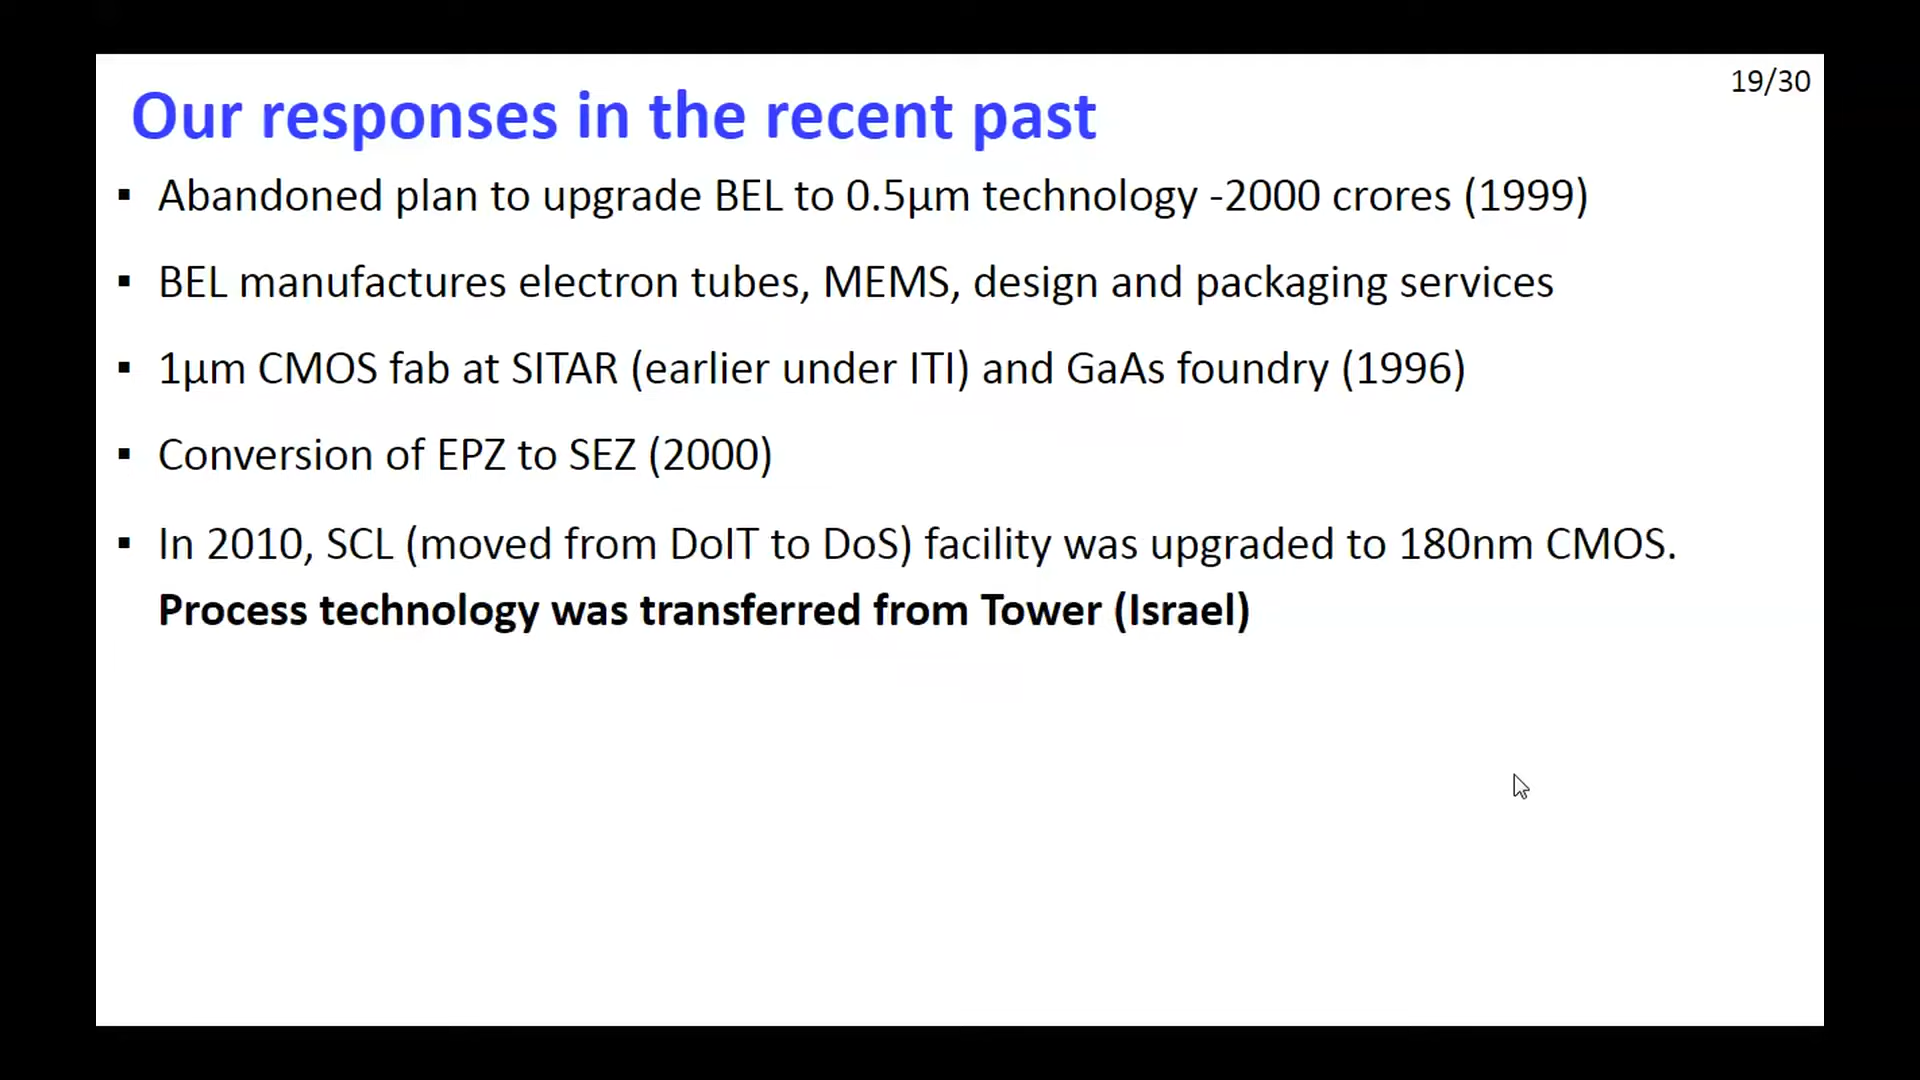 19/30
Our responses in the recent past
▪ Abandoned plan to upgrade BEL to 0.5µm technology -2000 crores (1999)
▪ BEL manufactures electron tubes, MEMS, design and packaging services
▪ 1µm CMOS fab at SITAR (earlier under ITI) and GaAs foundry (1996)
▪ Conversion of EPZ to SEZ (2000)
▪ In 2010, SCL (moved from DoIT to DoS) facility was upgraded to 180nm CMOS.
Process technology was transferred from Tower (Israel)